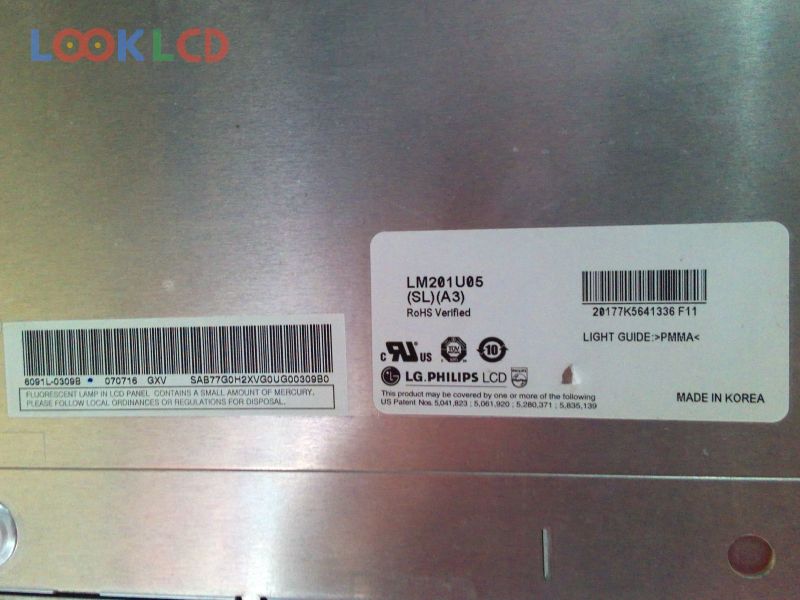 LOOKLCD
LM201U05
(SL)(A3)
RoHS Verified
20177K5641336 F11
LIGHT GUIDE:>PMMA<
c RU US
10
LG.PHILIPS LCD
This product may be covered by one or more of the following
US Patent Nos. 5,041,823 ; 5,061,920 ; 5,280,371 ; 5,835,139
MADE IN KOREA
6091L-0309B 070716 GXV SAB77G0H2XVG0UG00309B0
FLUORESCENT LAMP IN LCD PANEL CONTAINS A SMALL AMOUNT OF MERCURY.
PLEASE FOLLOW LOCAL ORDINANCES OR REGULATIONS FOR DISPOSAL.